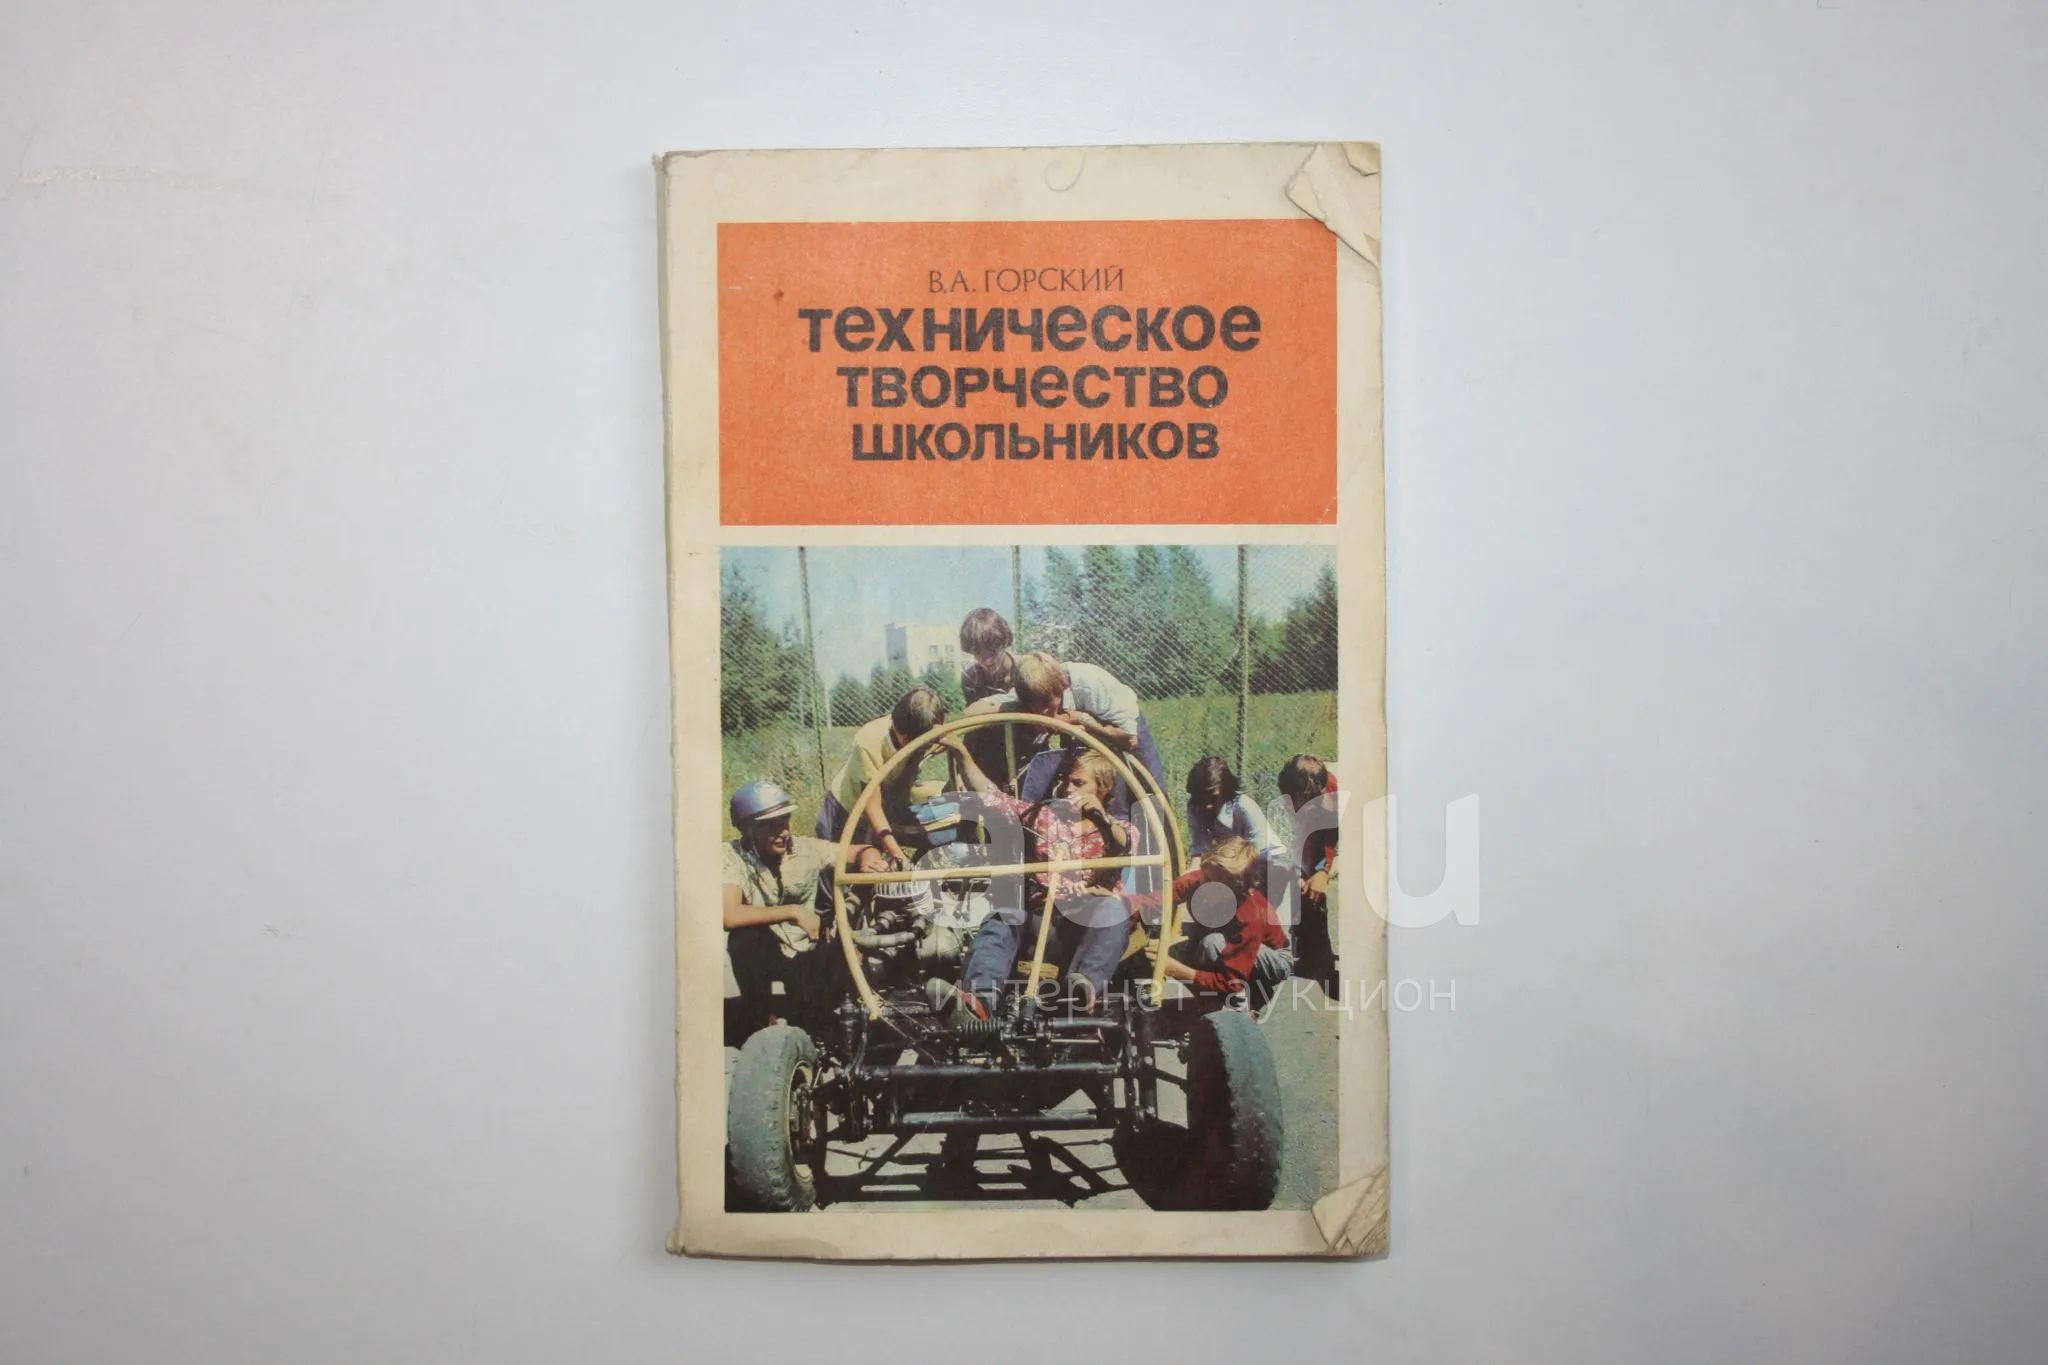 В.А. ГОРСКИЙ
Техническое
творчество
школьников
au.ru
интернет-аукцион